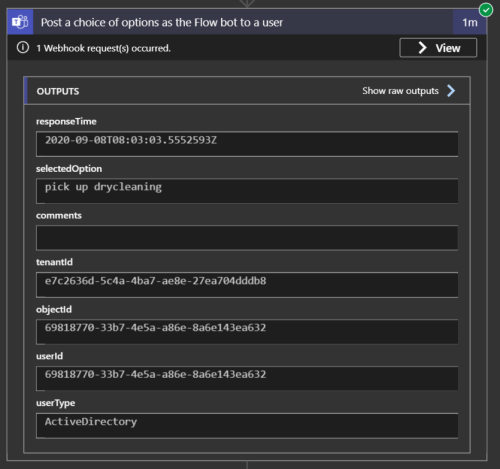 Post a choice of options as the Flow bot to a user 1m
1 Webhook request(s) occurred. View
OUTPUTS Show raw outputs
responseTime
2020-09-08T08:03:03.5552593Z
selectedOption
pick up drycleaning
comments
tenantId
e7c2636d-5c4a-4ba7-ae8e-27ea704dddb8
objectId
69818770-33b7-4e5a-a86e-8a6e143ea632
userId
69818770-33b7-4e5a-a86e-8a6e143ea632
userType
ActiveDirectory